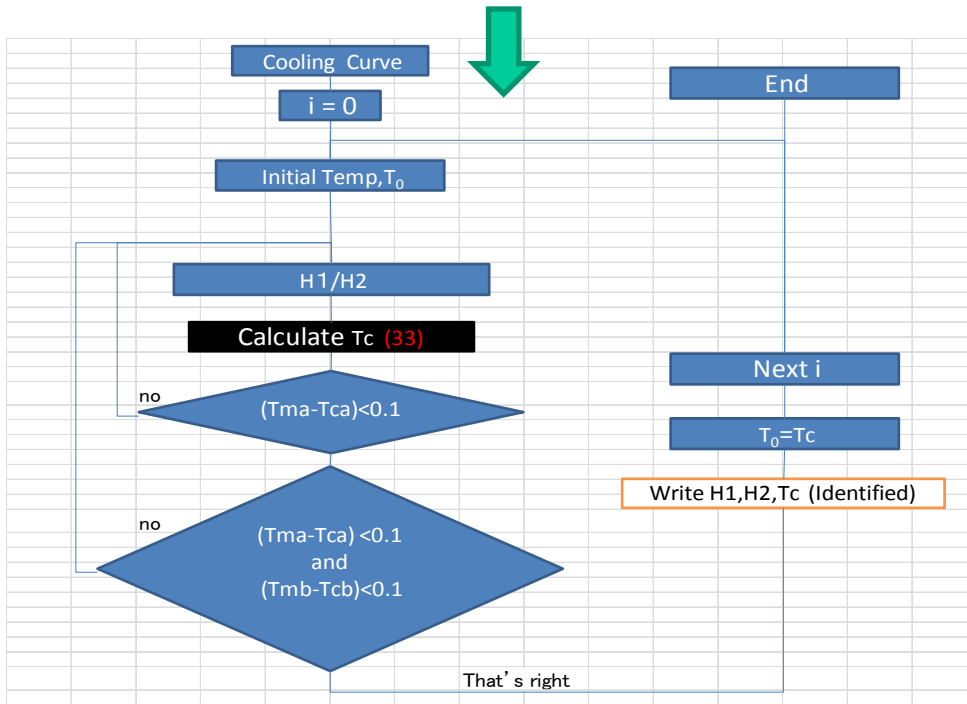 Cooling Curve
i = 0
Initial Temp,T₀
H1/H2
Calculate Tc (33)
no
(Tma-Tca)<0.1
no
(Tma-Tca) <0.1
and
(Tmb-Tcb)<0.1
That's right
End
Next i
T₀=Tc
Write H1,H2,Tc (Identified)